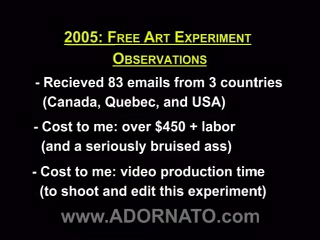 2005: FREE ART EXPERIMENT
OBSERVATIONS
- Recieved 83 emails from 3 countries
(Canada, Quebec, and USA)
- Cost to me: over $450 + labor
(and a seriously bruised ass)
- Cost to me: video production time
(to shoot and edit this experiment)
www.ADORNATO.com